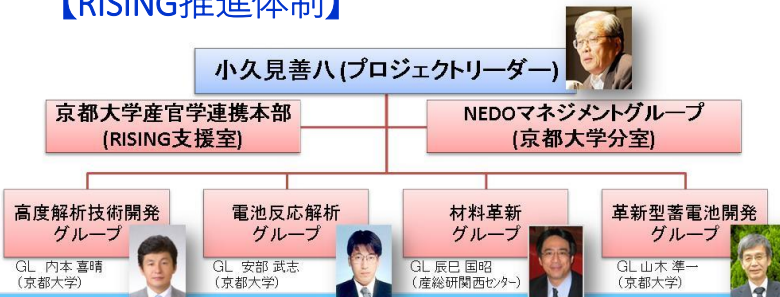 【RISING推進体制】
小久見善八(プロジェクトリーダー)
京都大学産官学連携本部
(RISING支援室)
NEDOマネジメントグループ
(京都大学分室)
高度解析技術開発
グループ
GL 内本 喜晴
(京都大学)
電池反応解析
グループ
GL 安部 武志
(京都大学)
材料革新
グループ
GL 辰巳 国昭
(産総研関西センター)
革新型蓄電池開発
グループ
GL 山木 準一
(京都大学)